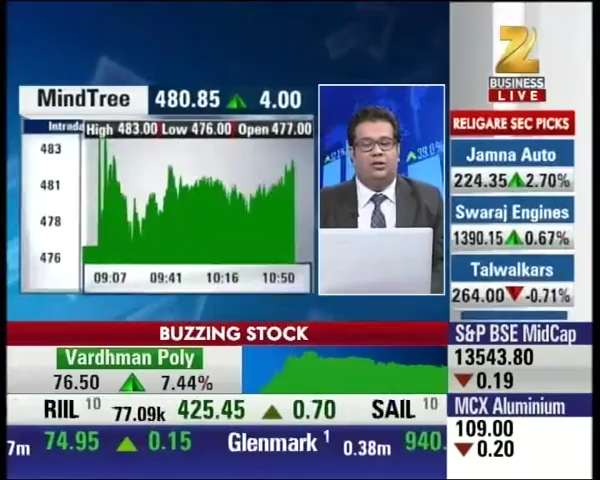 MindTree 480.85 4.00
Intrada High 483.00 Low 476.00 Open 477.00
483
481
478
476
09:07 09:41 10:16 10:50
Z
BUSINESS
LIVE
RELIGARE SEC PICKS
Jamna Auto
224.35 2.70%
Swaraj Engines
1390.15 0.67%
Talwalkars
264.00 -0.71%
BUZZING STOCK
Vardhman Poly
76.50 7.44%
S&P BSE MidCap
13543.80
0.19
MCX Aluminium
109.00
0.20
RIIL 10 77.09k 425.45 0.70 SAIL 10
7m 74.95 0.15 Glenmark 1 0.38m 940.